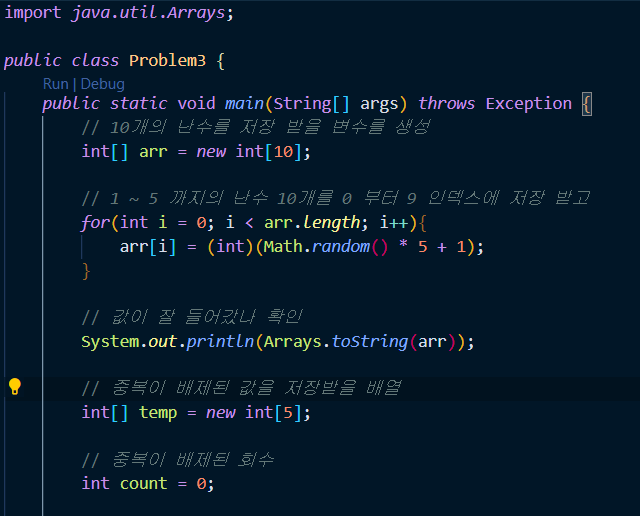 import java.util.Arrays;
public class Problem3 {
Run | Debug
public static void main(String[] args) throws Exception {
// 10개의 난수를 저장 받을 변수를 생성
int[] arr = new int[10];
// 1 ~ 5 까지의 난수 10개를 0 부터 9 인덱스에 저장 받고
for(int i = 0; i < arr.length; i++){
arr[i] = (int)(Math.random() * 5 + 1);
}
// 값이 잘 들어갔나 확인
System.out.println(Arrays.toString(arr));
// 중복이 배제된 값을 저장받을 배열
int[] temp = new int[5];
// 중복이 배제된 회수
int count = 0;